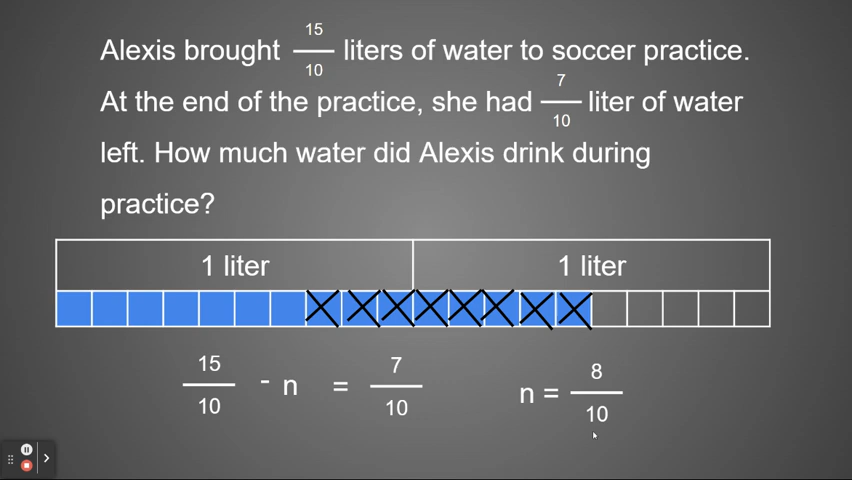 Alexis brought 15/10 liters of water to soccer practice.
At the end of the practice, she had 7/10 liter of water
left. How much water did Alexis drink during
practice?
1 liter 1 liter
15/10 - n = 7/10 n = 8/10